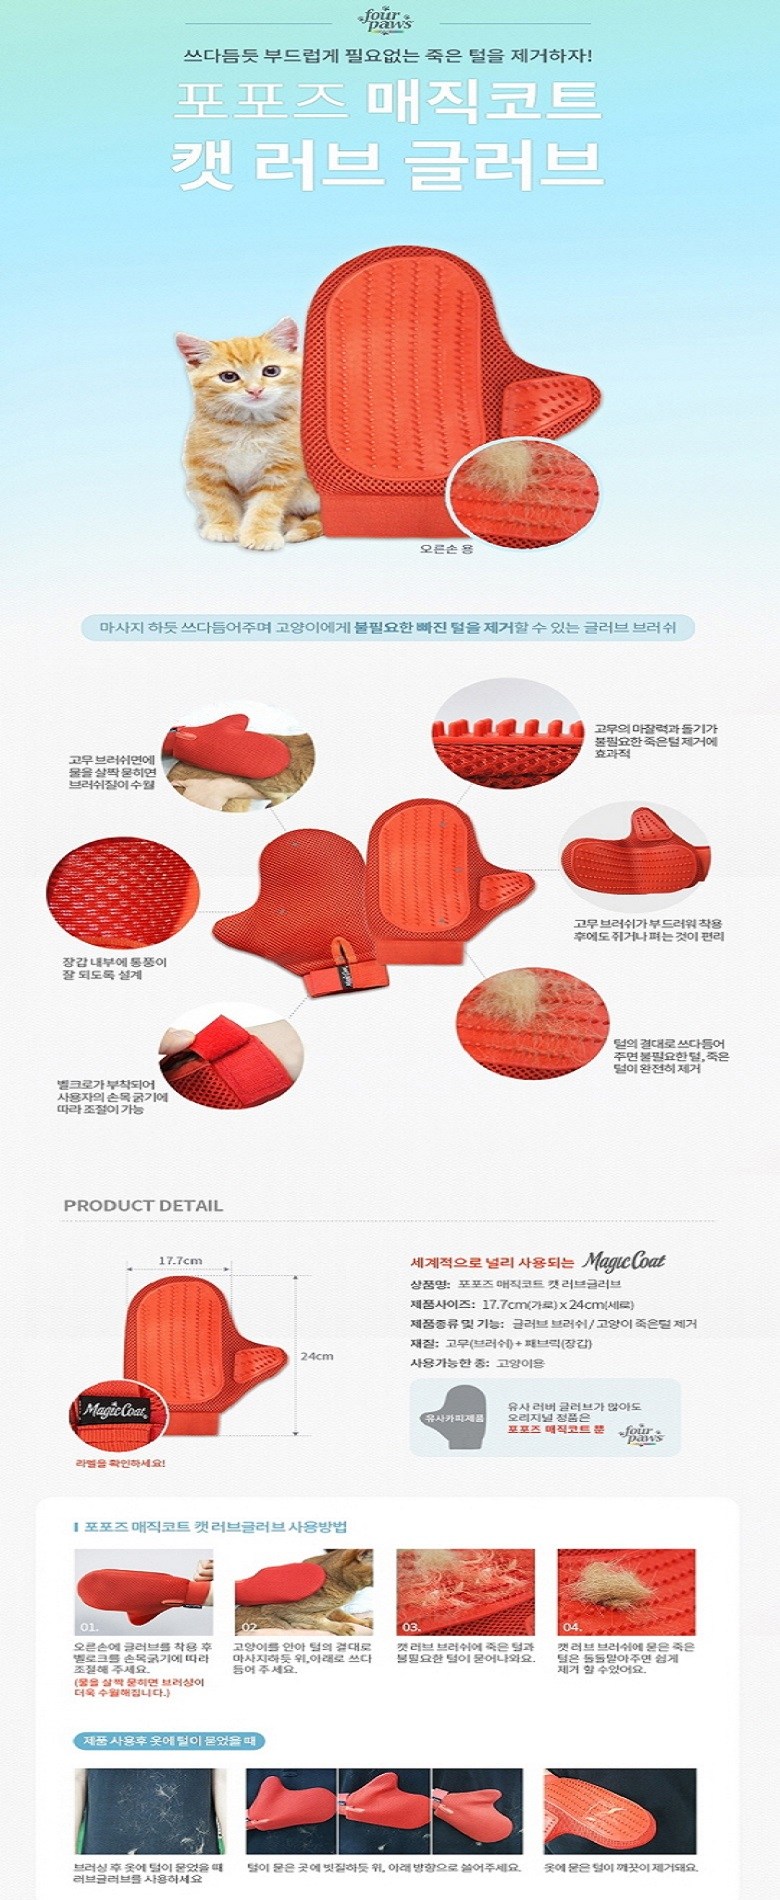 four paws
쓰다듬듯 부드럽게 필요없는 죽은 털을 제거하자!
포포즈 매직코트
캣 러브 글러브
오른손 용
마사지 하듯 쓰다듬어주며 고양이에게 불필요한 빠진 털을 제거할 수 있는 글러브 브러쉬
고무 브러쉬면에
물을 살짝 묻히면
브러쉬질이 수월
고무의 마찰력과 돌기가
불필요한 죽은털 제거에
효과적
장갑 내부에 통풍이
잘 되도록 설계
고무 브러쉬가 부드러워 착용
후에도 쥐거나 펴는 것이 편리
벨크로가 부착되어
사용자의 손목 굵기에
따라 조절이 가능
털의 결대로 쓰다듬어
주면 불필요한 털, 죽은
털이 완전히 제거
PRODUCT DETAIL
17.7cm
24cm
MagicCoat
라벨을 확인하세요!
세계적으로 널리 사용되는 MagicCoat
상품명: 포포즈 매직코트 캣 러브글러브
제품사이즈: 17.7cm(가로) x 24cm(세로)
제품종류 및 기능: 글러브 브러쉬 / 고양이 죽은털 제거
재질: 고무(브러쉬) + 패브릭(장갑)
사용가능한 종: 고양이용
유사카피제품
유사 러버 글러브가 많아도
오리지널 정품은
포포즈 매직코트 뿐
four paws
포포즈 매직코트 캣 러브글러브 사용방법
01.
오른손에 글러브를 착용 후
벨로크를 손목굵기에 따라
조절해 주세요.
(물을 살짝 묻히면 브러싱이
더욱 수월해집니다.)
02.
고양이를 안아 털의 결대로
마사지하듯 위,아래로 쓰다
듬어 주세요.
03.
캣 러브 브러쉬에 죽은 털과
불필요한 털이 묻어나와요.
04.
캣 러브 브러쉬에 묻은 죽은
털은 돌돌말아주면 쉽게
제거 할 수있어요.
제품 사용후 옷에 털이 묻었을 때
브러싱 후 옷에 털이 묻었을 때
러브글러브를 사용하세요
털이 묻은 곳에 빗질하듯 위, 아래 방향으로 쓸어주세요.
옷에 묻은 털이 깨끗이 제거돼요.